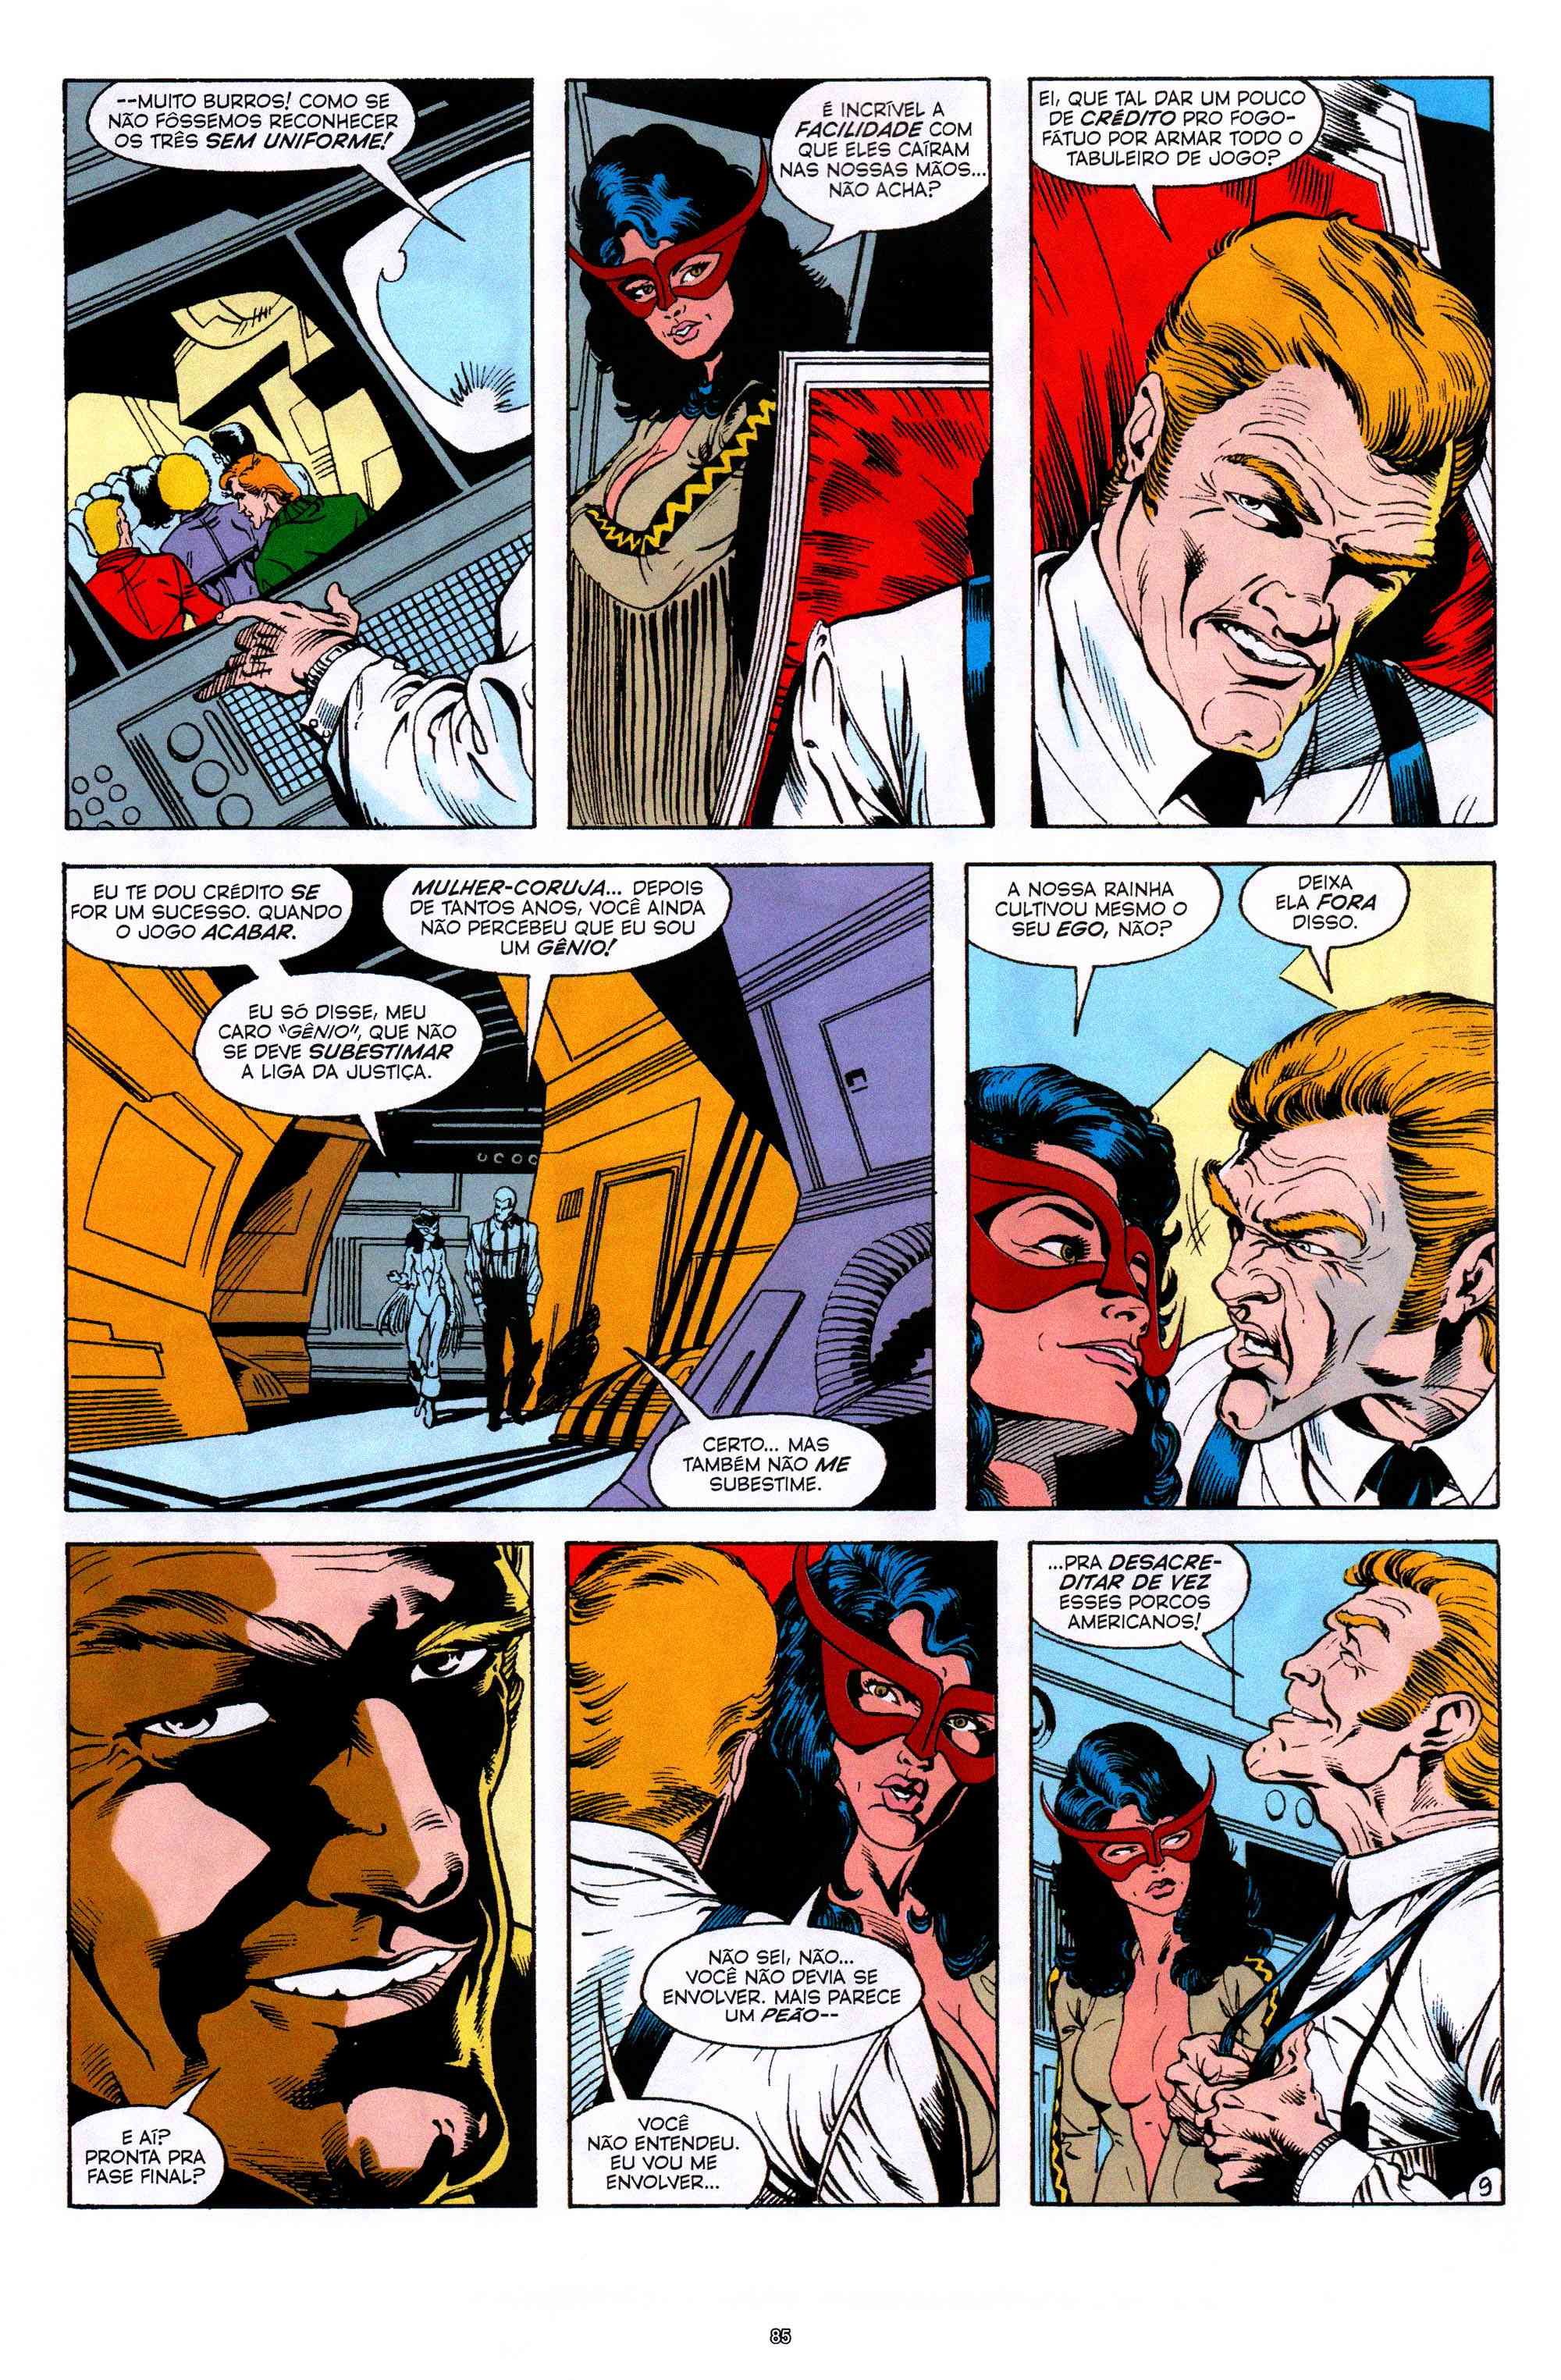 --MUITO BURROS! COMO SE
NÃO FÔSSEMOS RECONHECER
OS TRÊS SEM UNIFORME!
É INCRÍVEL A
FACILIDADE COM
QUE ELES CAÍRAM
NAS NOSSAS MÃOS...
NÃO ACHA?
EI, QUE TAL DAR UM POUCO
DE CRÉDITO PRO FOGO-
FÁTUO POR ARMAR TODO O
TABULEIRO DE JOGO?
EU TE DOU CRÉDITO SE
FOR UM SUCESSO. QUANDO
O JOGO ACABAR.
MULHER-CORUJA... DEPOIS
DE TANTOS ANOS, VOCÊ AINDA
NÃO PERCEBEU QUE EU SOU
UM GÊNIO!
EU SÓ DISSE, MEU
CARO "GÊNIO", QUE NÃO
SE DEVE SUBESTIMAR
A LIGA DA JUSTIÇA.
CERTO... MAS
TAMBÉM NÃO ME
SUBESTIME.
A NOSSA RAINHA
CULTIVOU MESMO O
SEU EGO, NÃO?
DEIXA
ELA FORA
DISSO.
E AÍ?
PRONTA PRA
FASE FINAL?
NÃO SEI, NÃO...
VOCÊ NÃO DEVIA SE
ENVOLVER. MAIS PARECE
UM PEÃO--
VOCÊ
NÃO ENTENDEU.
EU VOU ME
ENVOLVER...
...PRA DESACRE-
DITAR DE VEZ
ESSES PORCOS
AMERICANOS!
9
85